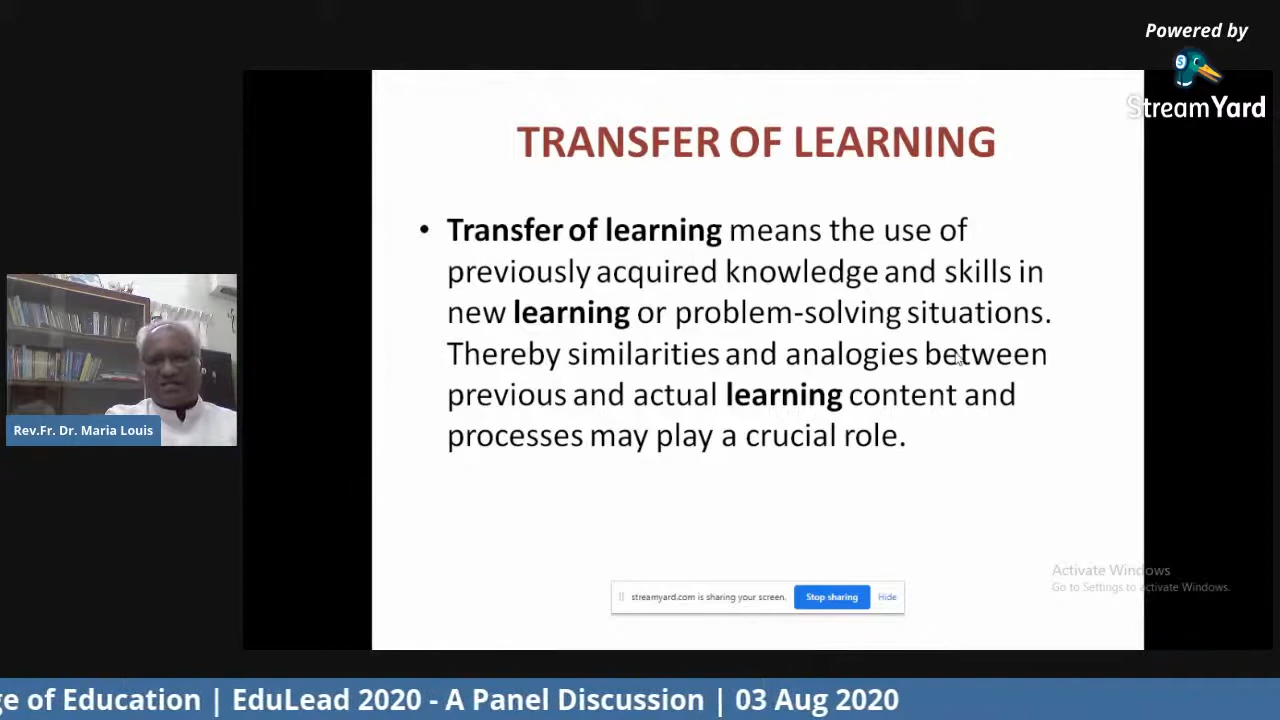 Powered by
StreamYard
TRANSFER OF LEARNING
• Transfer of learning means the use of
previously acquired knowledge and skills in
new learning or problem-solving situations.
Thereby similarities and analogies between
previous and actual learning content and
processes may play a crucial role.
Rev.Fr. Dr. Maria Louis
Activate Windows
Go to Settings to activate Windows.
streamyard.com is sharing your screen. Stop sharing Hide
ge of Education | EduLead 2020 - A Panel Discussion | 03 Aug 2020